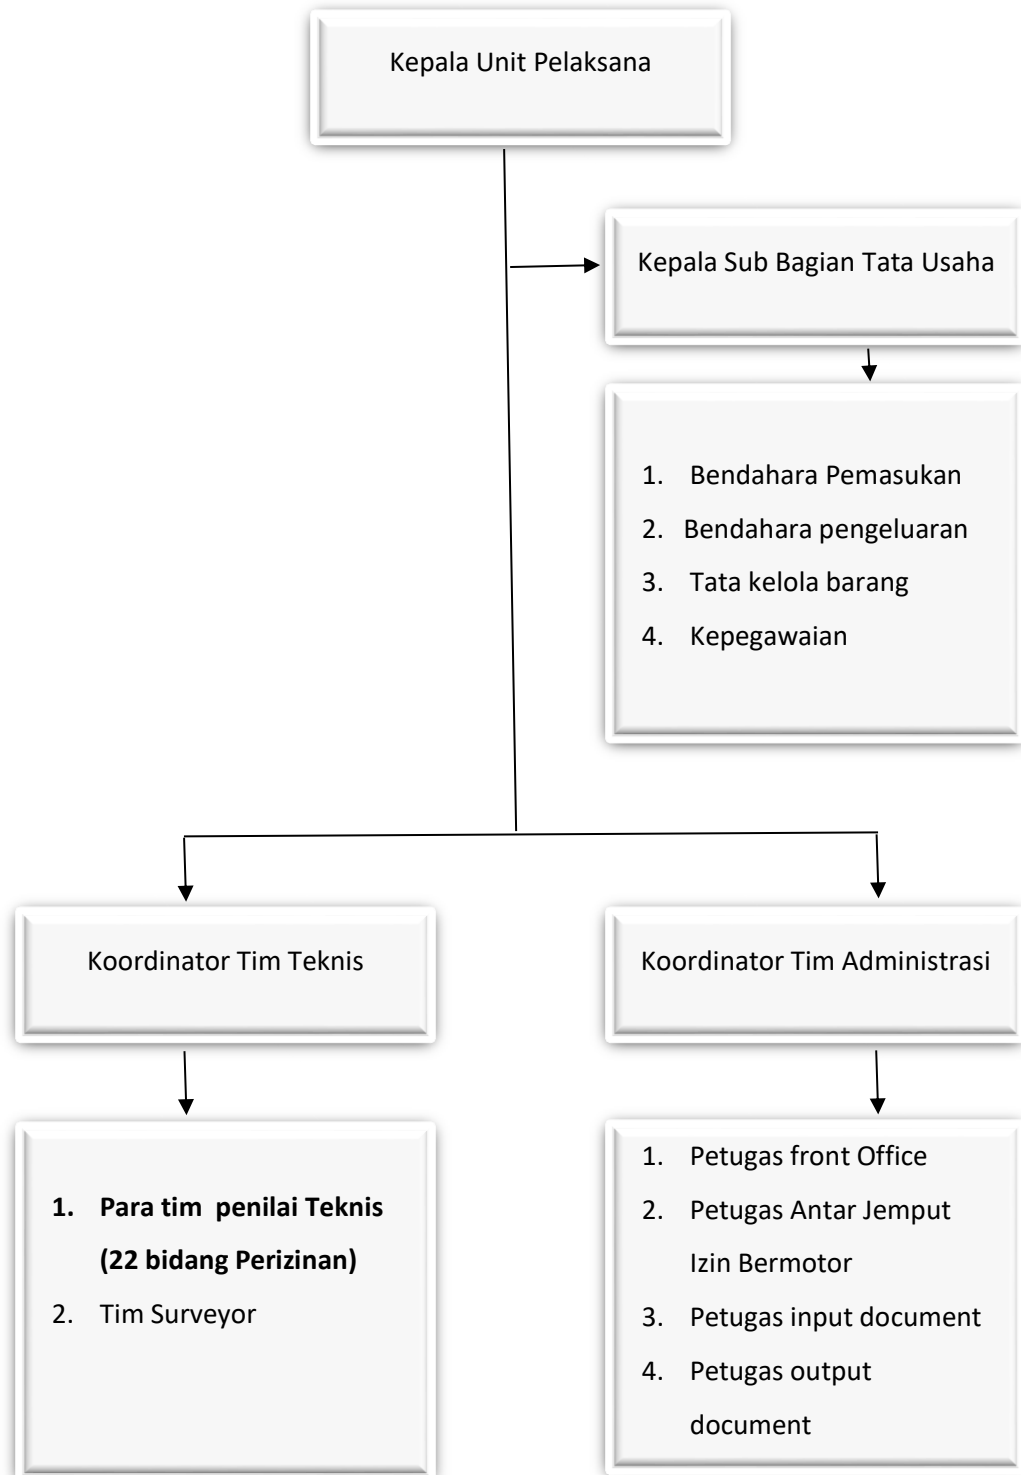 Kepala Unit Pelaksana
Kepala Sub Bagian Tata Usaha
1. Bendahara Pemasukan
2. Bendahara pengeluaran
3. Tata kelola barang
4. Kepegawaian
Koordinator Tim Teknis
Koordinator Tim Administrasi
1. Para tim penilai Teknis
(22 bidang Perizinan)
2. Tim Surveyor
1. Petugas front Office
2. Petugas Antar Jemput
Izin Bermotor
3. Petugas input document
4. Petugas output
document